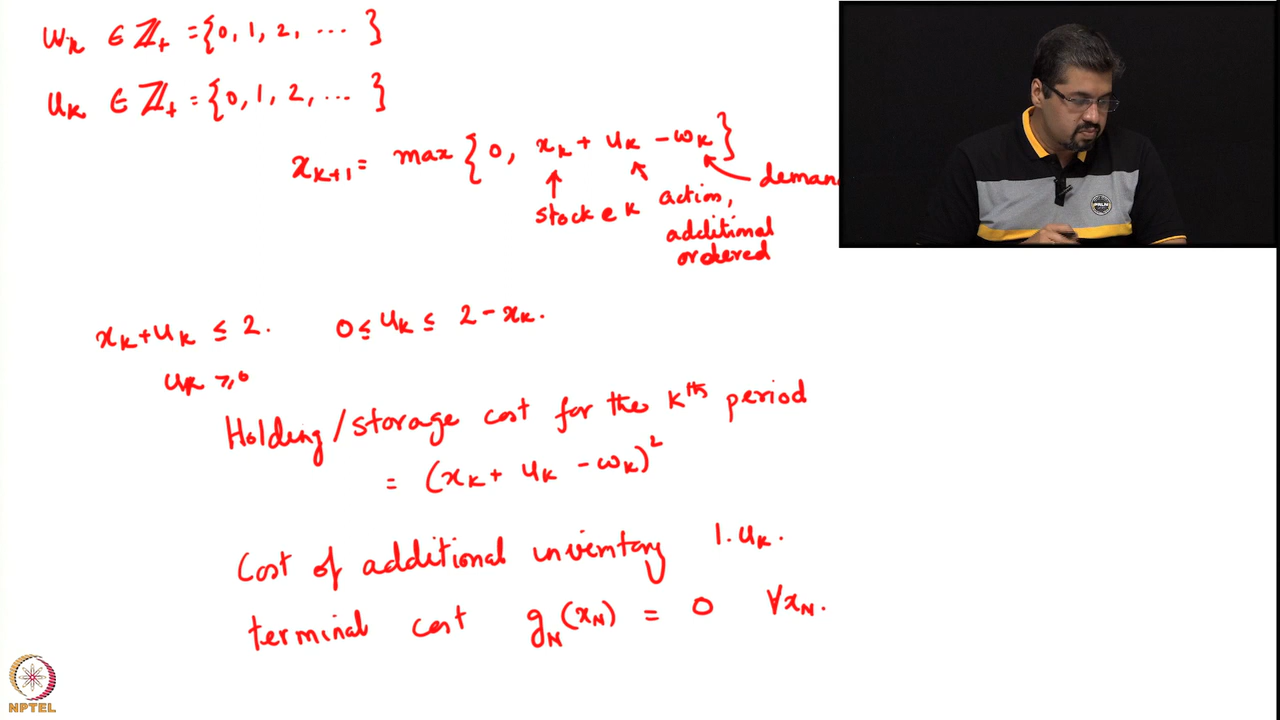 wk ∈ ℤ+ = {0, 1, 2, ... }
uk ∈ ℤ+ = {0, 1, 2, ... }
xk+1 = max {0, xk + uk - wk}
stock @ k
action, additional ordered
xk + uk ≤ 2. 0 ≤ uk ≤ 2 - xk.
uk ≥ 0
Holding/storage cost for the kth period
= (xk + uk - wk)²
Cost of additional inventory 1.uk.
terminal cost gN(xN) = 0 ∀xN.
NPTEL